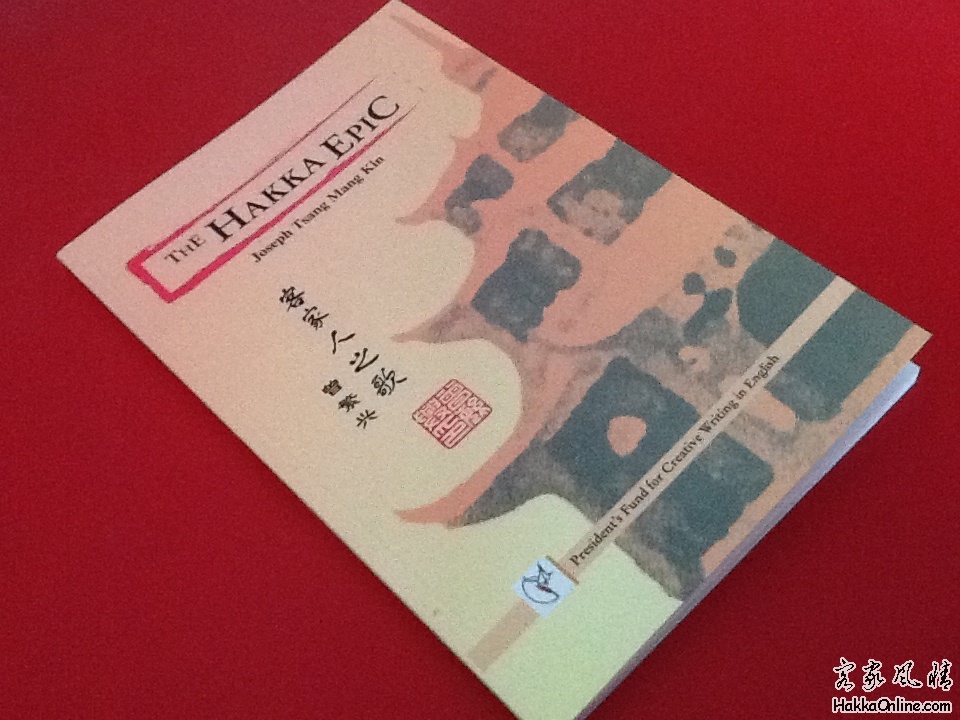 THE HAKKA EPIC
Joseph Tsang Mang Kin
客家人之歌
曾繁兴
President's Fund for Creative Writing in English
客家风情
HakkaOnline.com